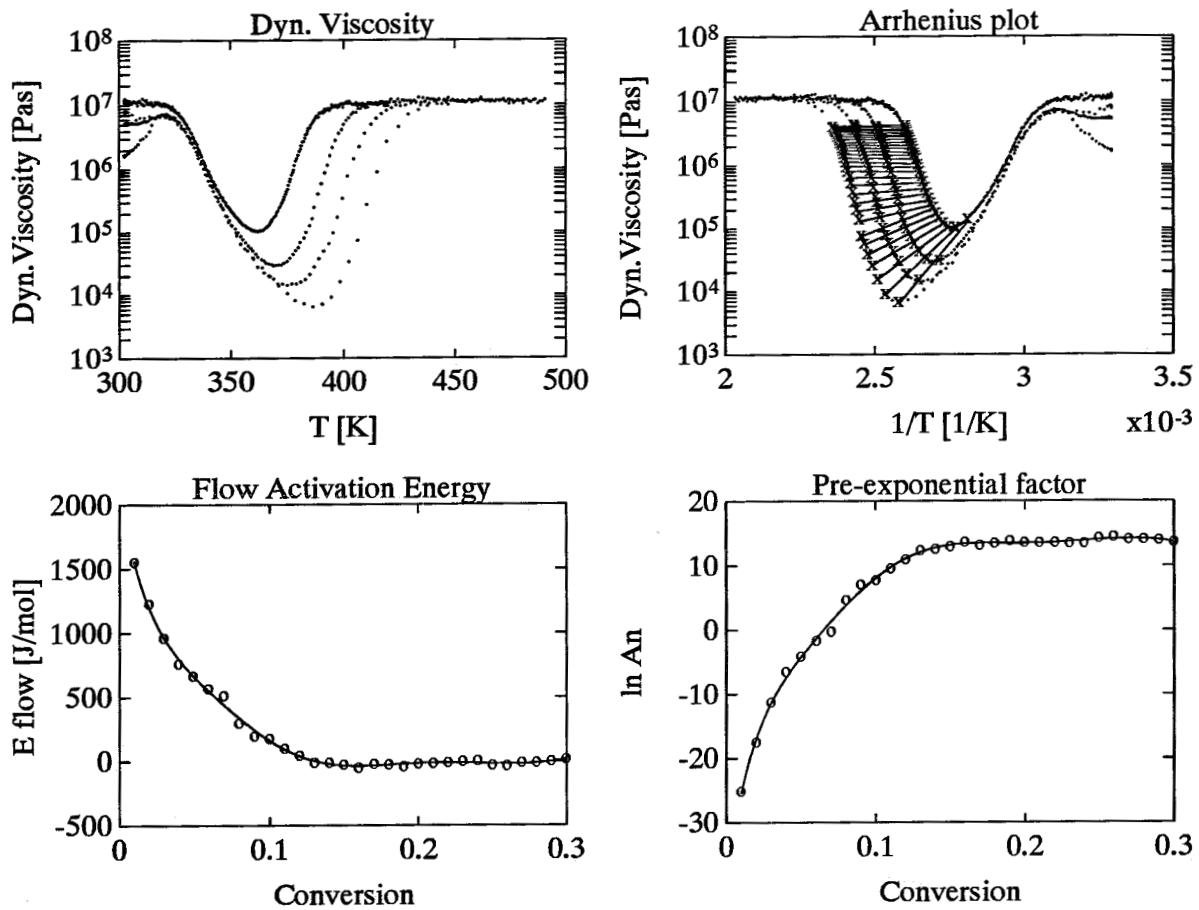 Dyn. Viscosity
Dyn. Viscosity [Pas]
10^8
10^7
10^6
10^5
10^4
10^3
300 350 400 450 500
T [K]
Arrhenius plot
Dyn.Viscosity [Pas]
10^8
10^7
10^6
10^5
10^4
10^3
2 2.5 3 3.5
1/T [1/K] x10^-3
Flow Activation Energy
E flow [J/mol]
2000
1500
1000
500
0
-500
0 0.1 0.2 0.3
Conversion
Pre-exponential factor
ln An
20
10
0
-10
-20
-30
0 0.1 0.2 0.3
Conversion